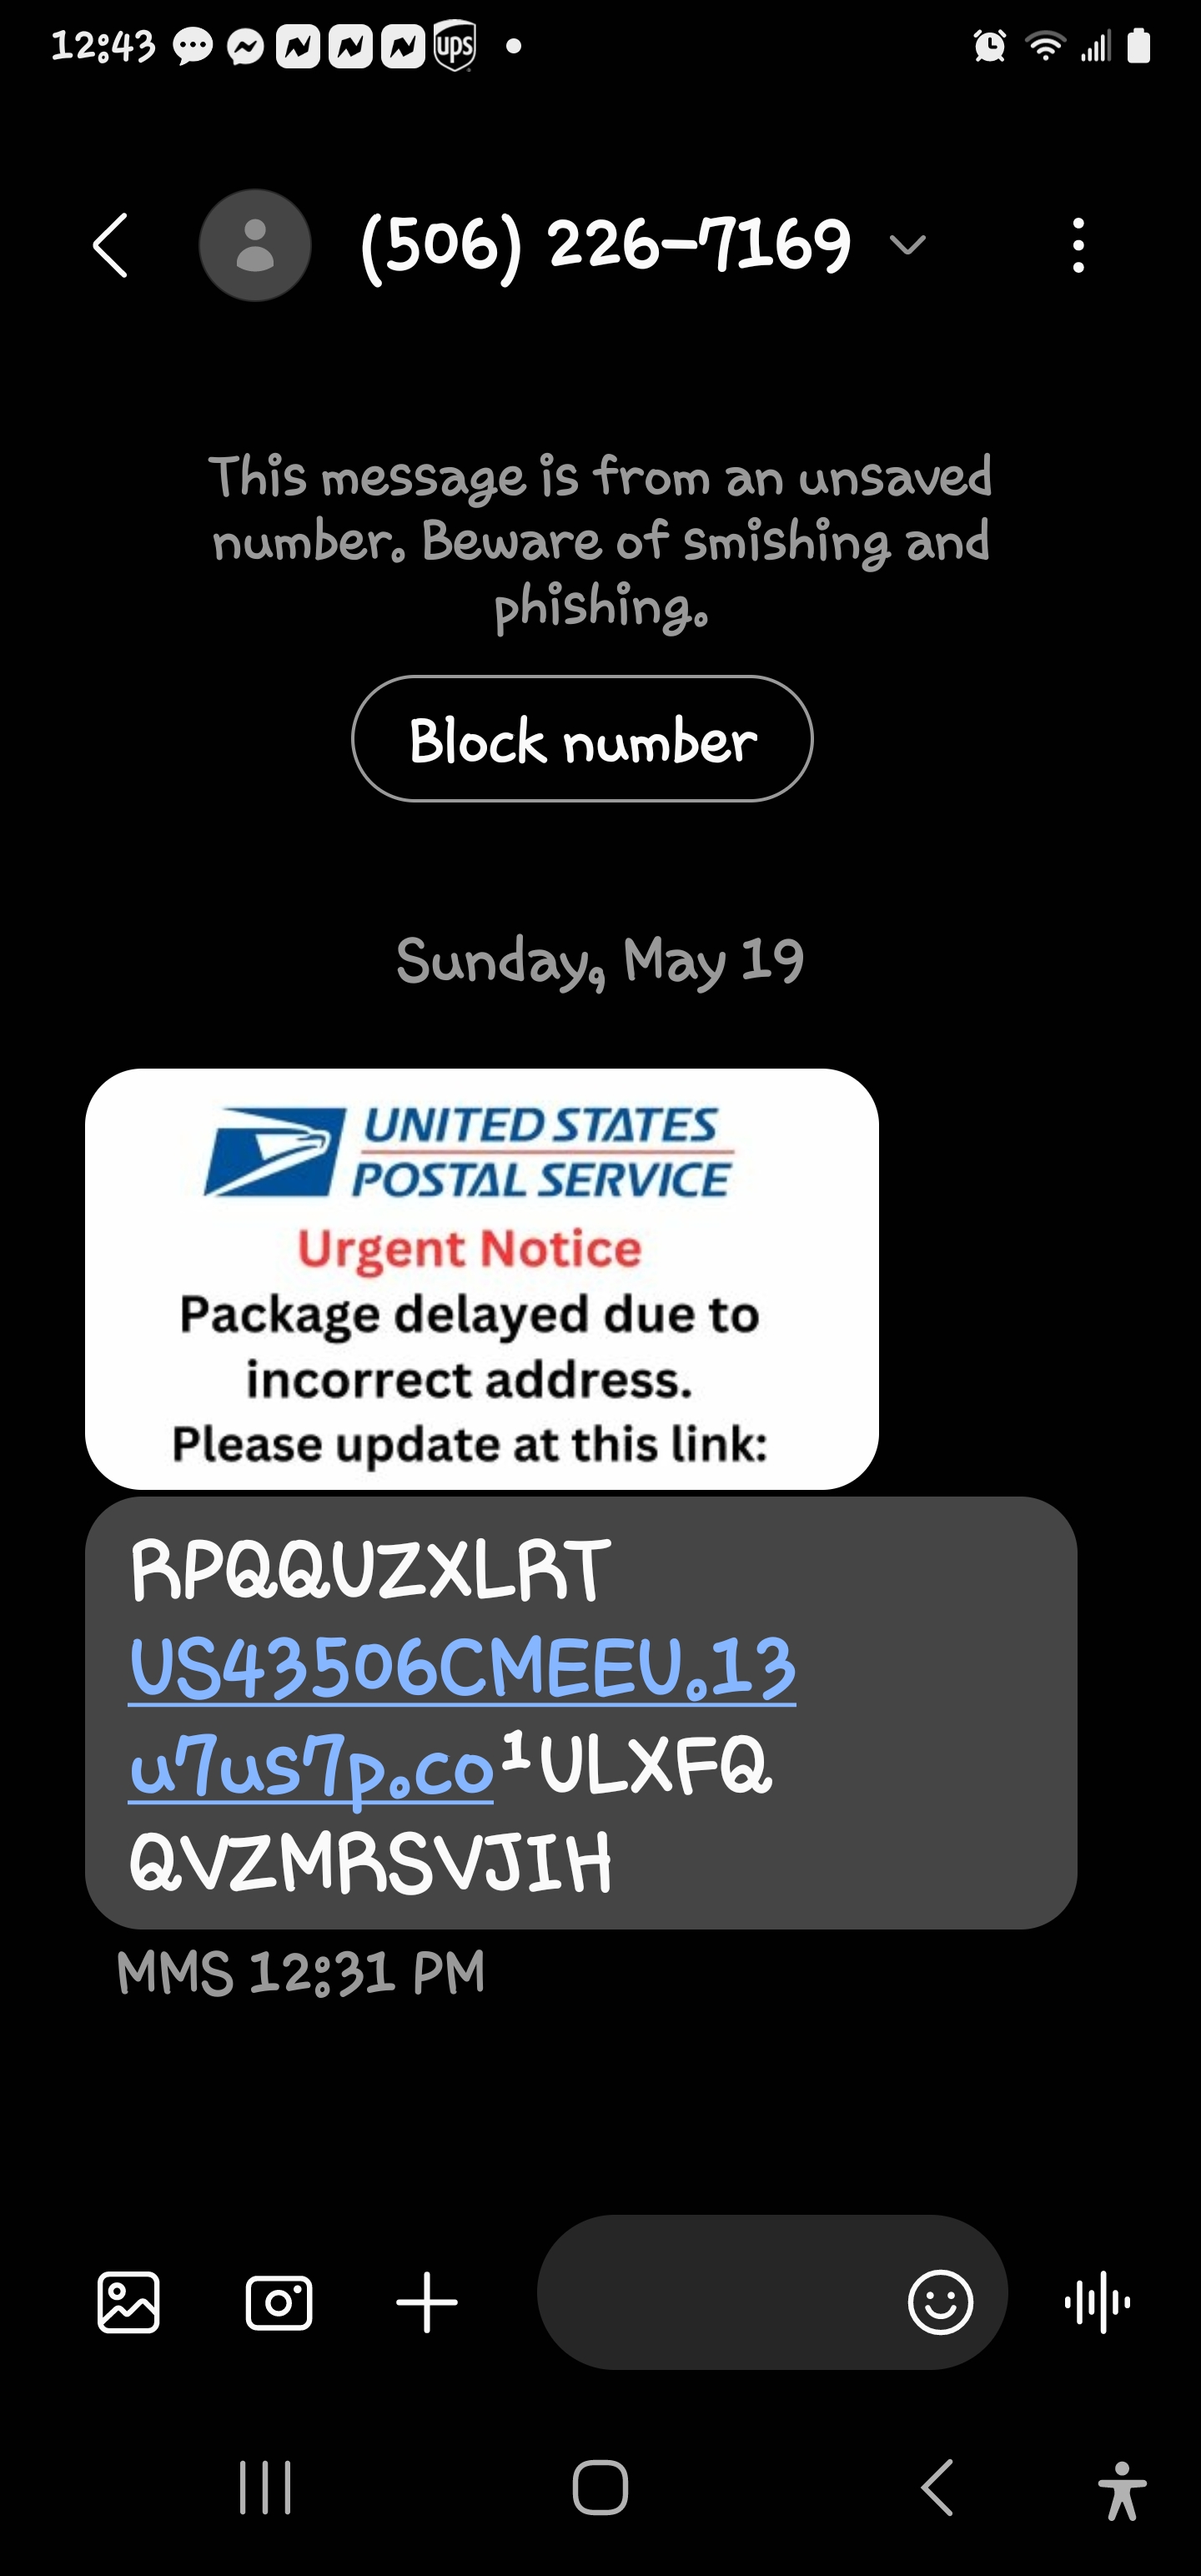 12:43
ups
(506) 226-7169
This message is from an unsaved
number. Beware of smishing and
phishing.
Block number
Sunday, May 19
UNITED STATES
POSTAL SERVICE
Urgent Notice
Package delayed due to
incorrect address.
Please update at this link:
RPQQUZXLRT
US43506CMEEU.13
u7us7p.co¹ULXFQ
QVZMRSVJIH
MMS 12:31 PM